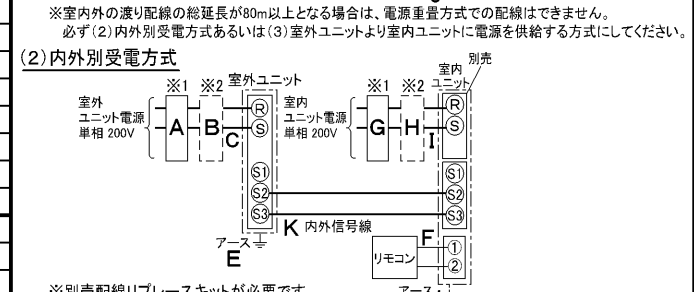 ※室内外の渡り配線の総延長が80m以上となる場合は、電源重畳方式での配線はできません。
必ず(2)内外別受電方式あるいは(3)室外ユニットより室内ユニットに電源を供給する方式にしてください。
(2)内外別受電方式
別売
※1 ※2 室外ユニット ※1 ※2 室内ユニット
室外
ユニット電源
単相 200V
A B C
R
S
S1
S2
S3
室内
ユニット電源
単相 200V
G H I
R
S
S1
S2
S3
K 内外信号線
アース
E
リモコン
F
①
②
※別売配線リプレースキットが必要です
アース